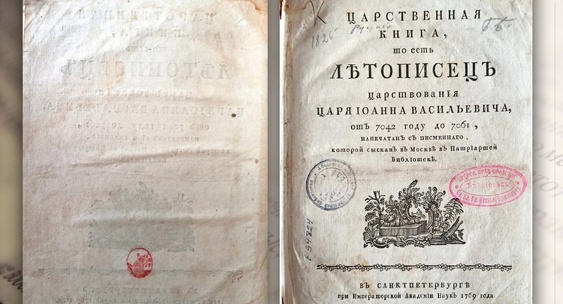 ЦАРСТВЕННАЯ
КНИГА,
то есть
ЛѢТОПИСЕЦЪ
царствованія
ЦАРЯ ІОАННА ВАСИЛЬЕВИЧА,
отъ 7042 году до 7061,
НАПЕЧАТАНЪ СЪ ПИСМЕННАГО,
которой сысканъ въ Москвѣ въ Патріаршей
Библіотекѣ.
ВЪ САНКТПЕТЕРБУРГѢ
при Императорской Академіи Наукъ 1769 года